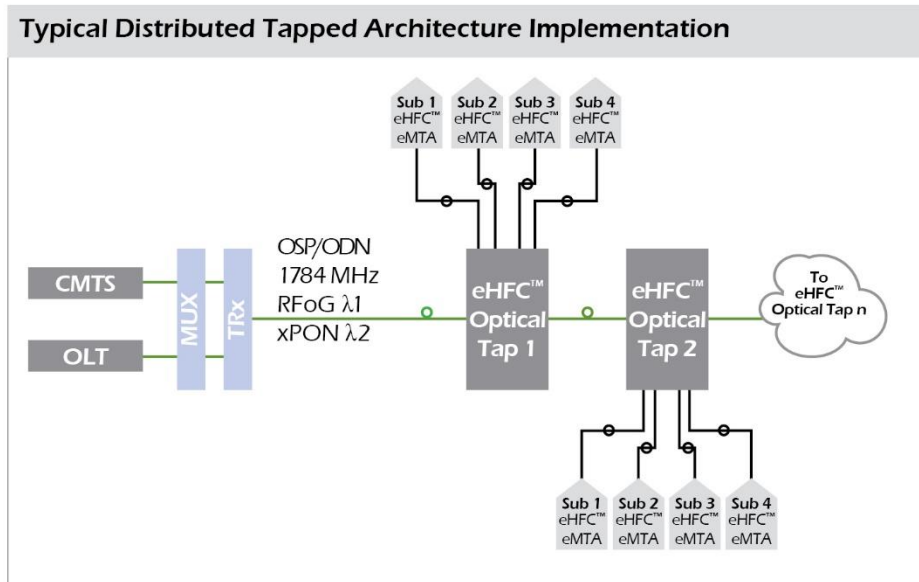 Typical Distributed Tapped Architecture Implementation
Sub 1
eHFC™
eMTA
Sub 2
eHFC™
eMTA
Sub 3
eHFC™
eMTA
Sub 4
eHFC™
eMTA
CMTS
OLT
MUX
TRx
OSP/ODN
1784 MHz
RFoG λ1
xPON λ2
eHFC™
Optical
Tap 1
eHFC™
Optical
Tap 2
To
eHFC™
Optical Tap n
Sub 1
eHFC™
eMTA
Sub 2
eHFC™
eMTA
Sub 3
eHFC™
eMTA
Sub 4
eHFC™
eMTA